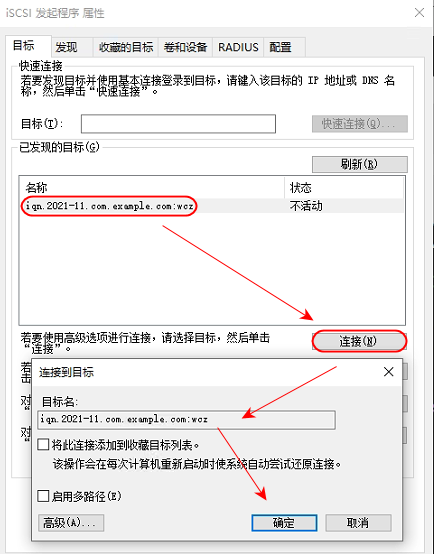 iSCSI 发起程序 属性
目标 发现 收藏的目标 卷和设备 RADIUS 配置
快速连接
若要发现目标并使用基本连接登录到目标，请键入该目标的 IP 地址或 DNS 名
称，然后单击“快速连接”。
目标(T): 快速连接(Q)...
已发现的目标(G)
刷新(R)
名称 状态
iqn.2021-11.com.example.com:wcz 不活动
若要使用高级选项进行连接，请选择目标，然后单击
“连接”。
连接(N)
连接到目标
目标名:
iqn.2021-11.com.example.com:wcz
将此连接添加到收藏目标列表。
该操作会在每次计算机重新启动时使系统自动尝试还原连接。
启用多路径(E)
高级(A)... 确定 取消